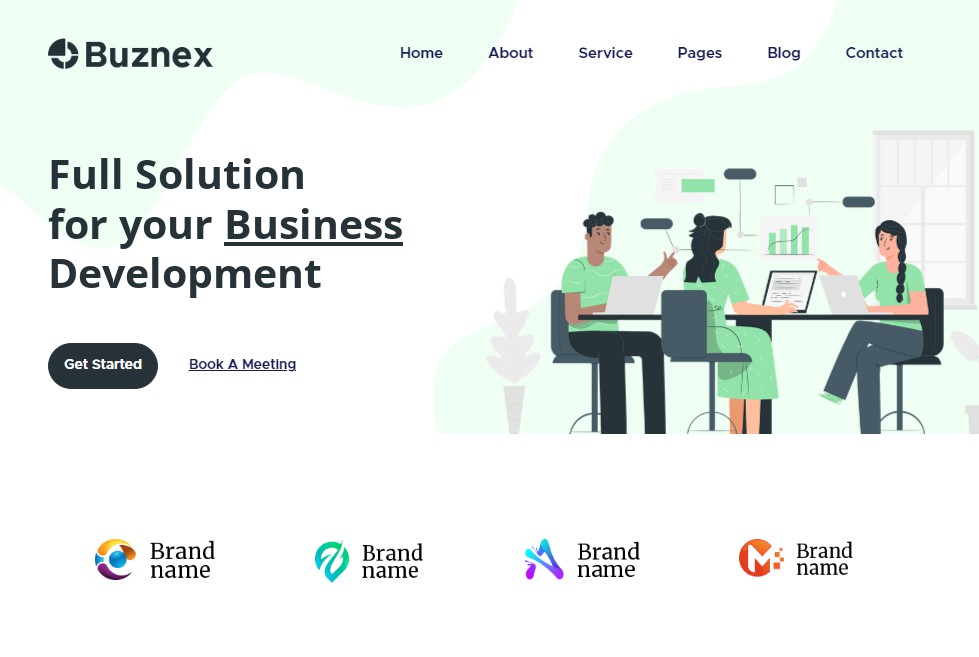 Buznex
Home About Service Pages Blog Contact
Full Solution
for your Business
Development
Get Started Book A Meeting
Brand
name
Brand
name
Brand
name
Brand
name